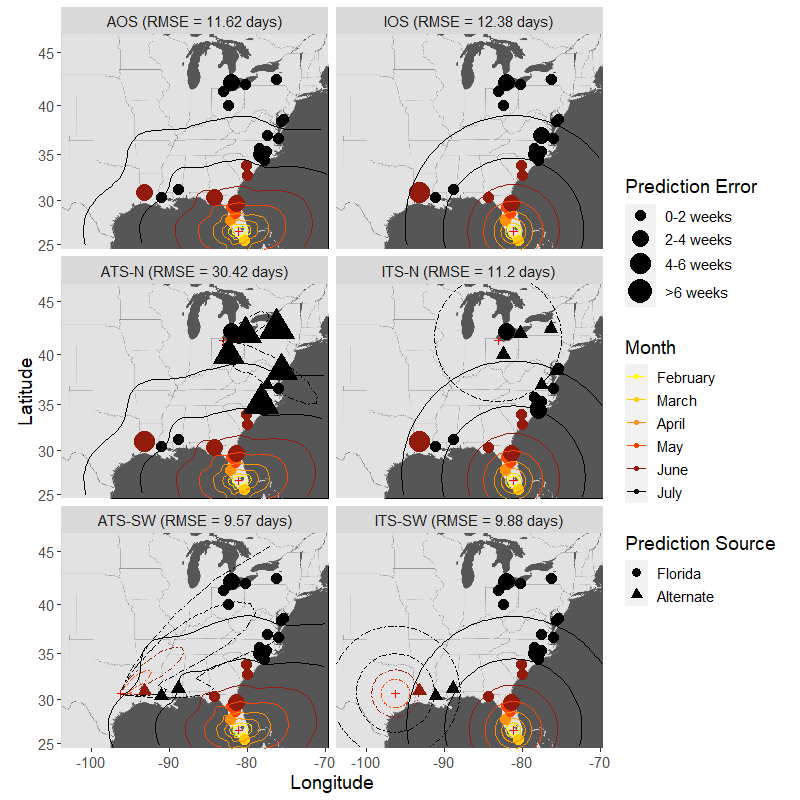 AOS (RMSE = 11.62 days)
IOS (RMSE = 12.38 days)
45
40
35
30
25
ATS-N (RMSE = 30.42 days)
ITS-N (RMSE = 11.2 days)
45
40
35
30
25
ATS-SW (RMSE = 9.57 days)
ITS-SW (RMSE = 9.88 days)
45
40
35
30
25
-100
-90
-80
-70
-100
-90
-80
-70
Longitude
Latitude
Prediction Error
0-2 weeks
2-4 weeks
4-6 weeks
>6 weeks
Month
February
March
April
May
June
July
Prediction Source
Florida
Alternate